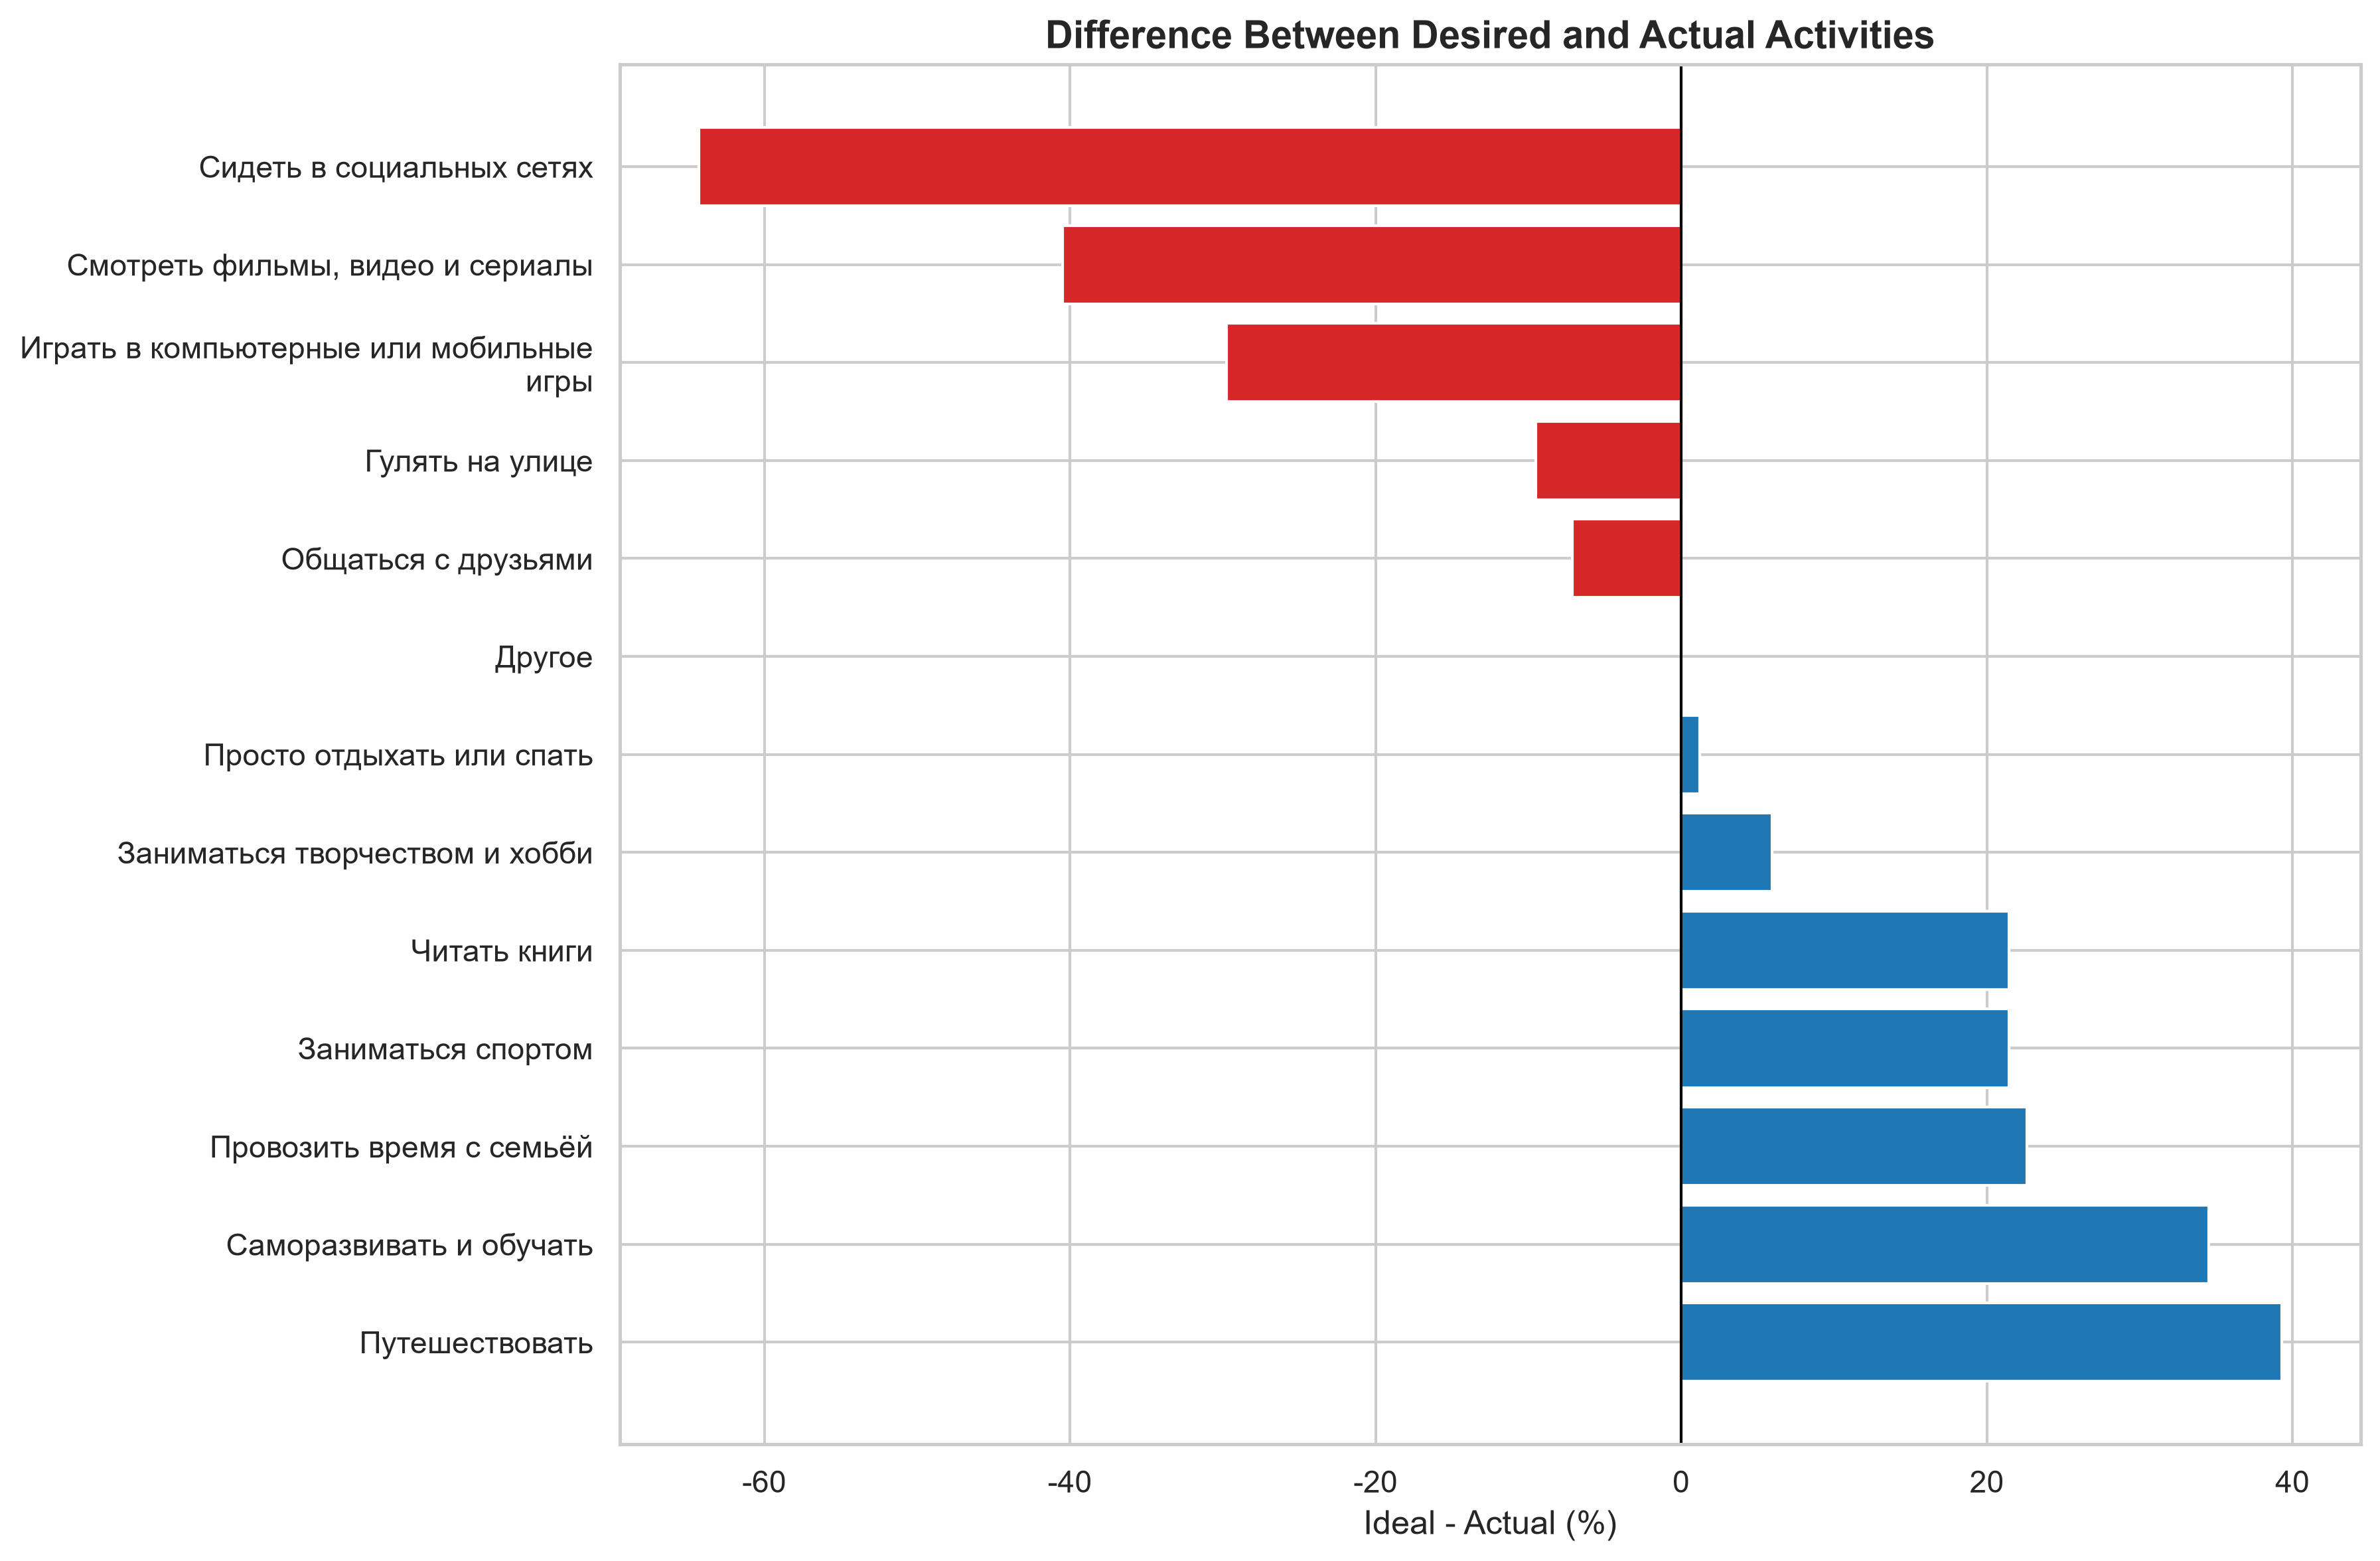 Difference Between Desired and Actual Activities
Сидеть в социальных сетях
Смотреть фильмы, видео и сериалы
Играть в компьютерные или мобильные
игры
Гулять на улице
Общаться с друзьями
Другое
Просто отдыхать или спать
Заниматься творчеством и хобби
Читать книги
Заниматься спортом
Провозить время с семьёй
Саморазвивать и обучать
Путешествовать
-60 -40 -20 0 20 40
Ideal - Actual (%)